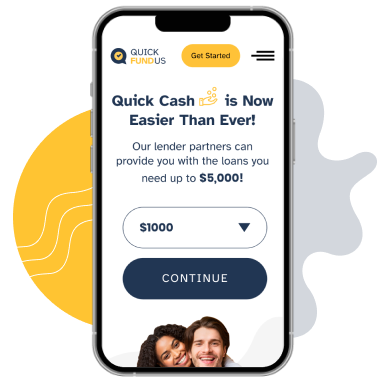 QUICK
FUNDUS
Get Started
Quick Cash is Now
Easier Than Ever!
Our lender partners can
provide you with the loans you
need up to $5,000!
$1000
CONTINUE